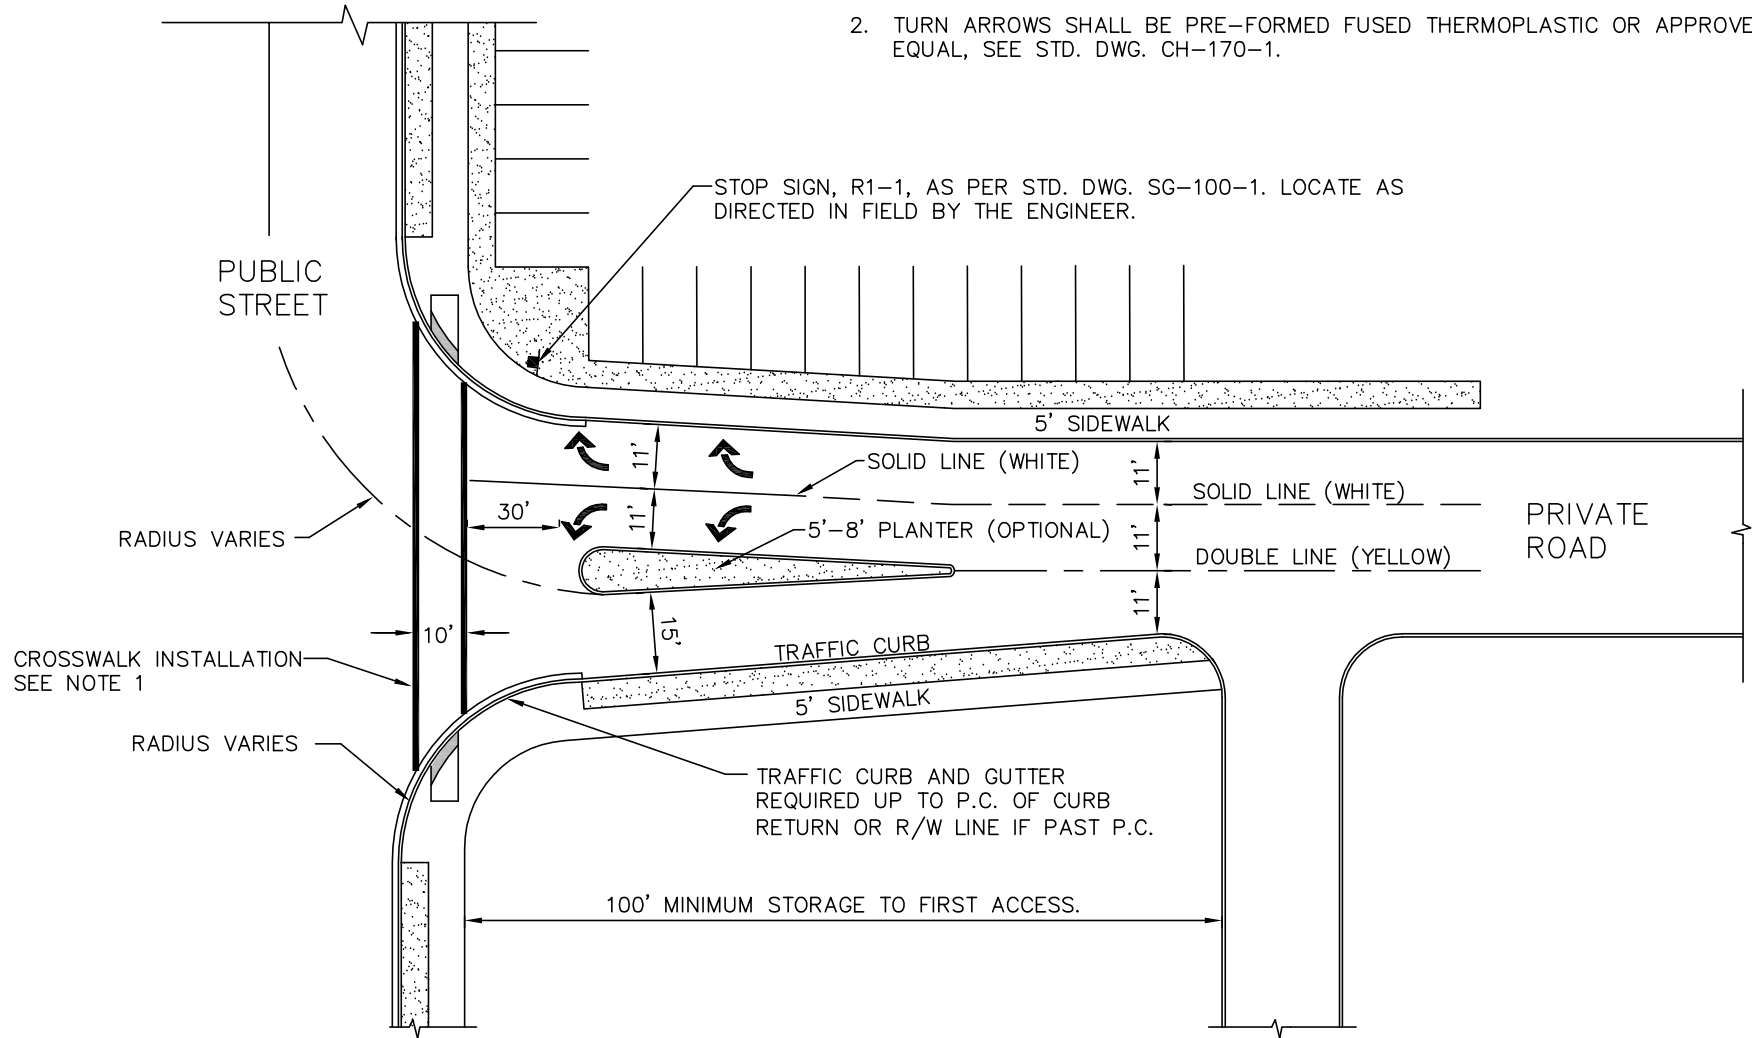 2. TURN ARROWS SHALL BE PRE-FORMED FUSED THERMOPLASTIC OR APPROVE
EQUAL, SEE STD. DWG. CH-170-1.
STOP SIGN, R1-1, AS PER STD. DWG. SG-100-1. LOCATE AS
DIRECTED IN FIELD BY THE ENGINEER.
PUBLIC
STREET
5' SIDEWALK
11'
SOLID LINE (WHITE)
11'
SOLID LINE (WHITE)
30'
11'
5'-8' PLANTER (OPTIONAL)
11'
PRIVATE
ROAD
RADIUS VARIES
DOUBLE LINE (YELLOW)
11'
15'
10'
TRAFFIC CURB
CROSSWALK INSTALLATION
SEE NOTE 1
5' SIDEWALK
RADIUS VARIES
TRAFFIC CURB AND GUTTER
REQUIRED UP TO P.C. OF CURB
RETURN OR R/W LINE IF PAST P.C.
100' MINIMUM STORAGE TO FIRST ACCESS.